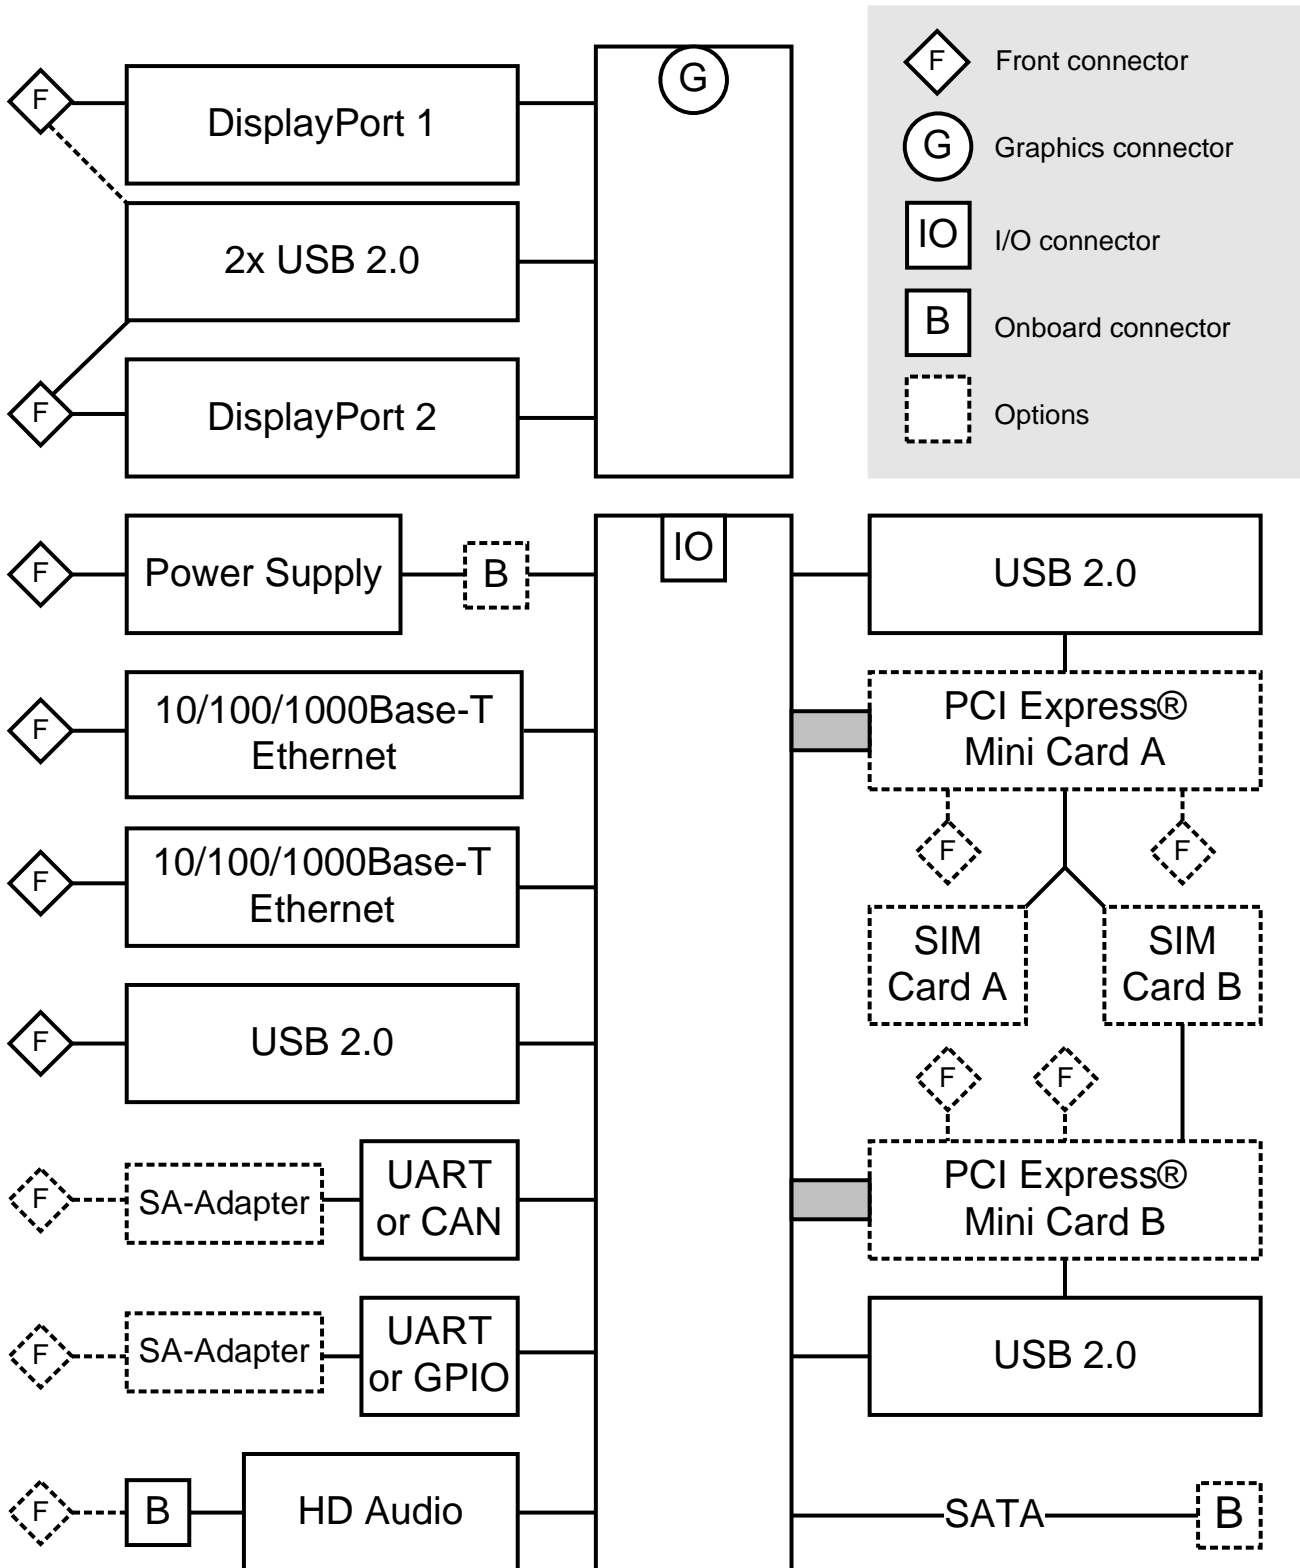 G
F
DisplayPort 1
2x USB 2.0
F
DisplayPort 2
F
Front connector
G
Graphics connector
IO
I/O connector
B
Onboard connector
Options
IO
F
Power Supply
B
F
10/100/1000Base-T
Ethernet
F
10/100/1000Base-T
Ethernet
F
USB 2.0
F
SA-Adapter
UART
or CAN
F
SA-Adapter
UART
or GPIO
F
B
HD Audio
USB 2.0
PCI Express®
Mini Card A
F
F
SIM
Card A
SIM
Card B
F
F
PCI Express®
Mini Card B
USB 2.0
SATA
B